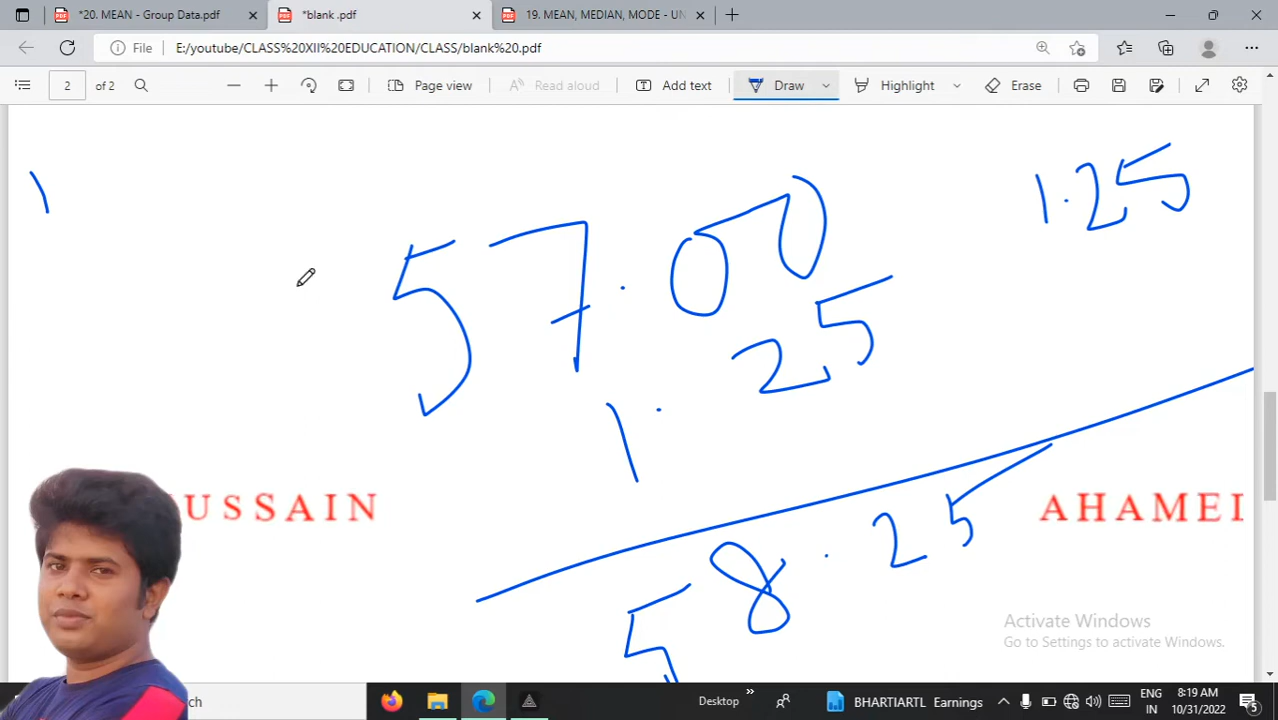 *20. MEAN - Group Data.pdf
*blank .pdf
19. MEAN, MEDIAN, MODE - UN
File
E:/youtube/CLASS%20XII%20EDUCATION/CLASS/blank%20.pdf
2
of 2
Page view
Read aloud
Add text
Draw
Highlight
Erase
1.25
1
57.00
1.25
58.25
USSAIN
AHAMEI
Activate Windows
Go to Settings to activate Windows.
rch
Desktop
BHARTIARTL Earnings
ENG
IN
8:19 AM
10/31/2022
5